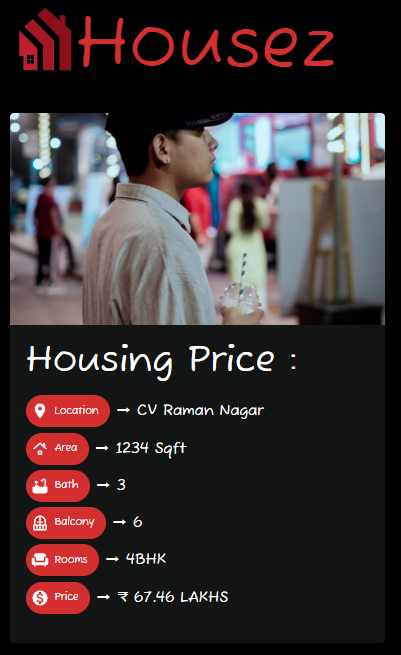 Housez
Housing Price :
Location → CV Raman Nagar
Area → 1234 Sqft
Bath → 3
Balcony → 6
Rooms → 4BHK
Price → ₹ 67.46 LAKHS